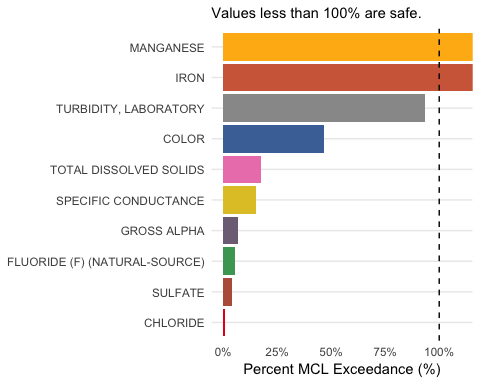 Values less than 100% are safe.
MANGANESE
IRON
TURBIDITY, LABORATORY
COLOR
TOTAL DISSOLVED SOLIDS
SPECIFIC CONDUCTANCE
GROSS ALPHA
FLUORIDE (F) (NATURAL-SOURCE)
SULFATE
CHLORIDE
0% 25% 50% 75% 100%
Percent MCL Exceedance (%)